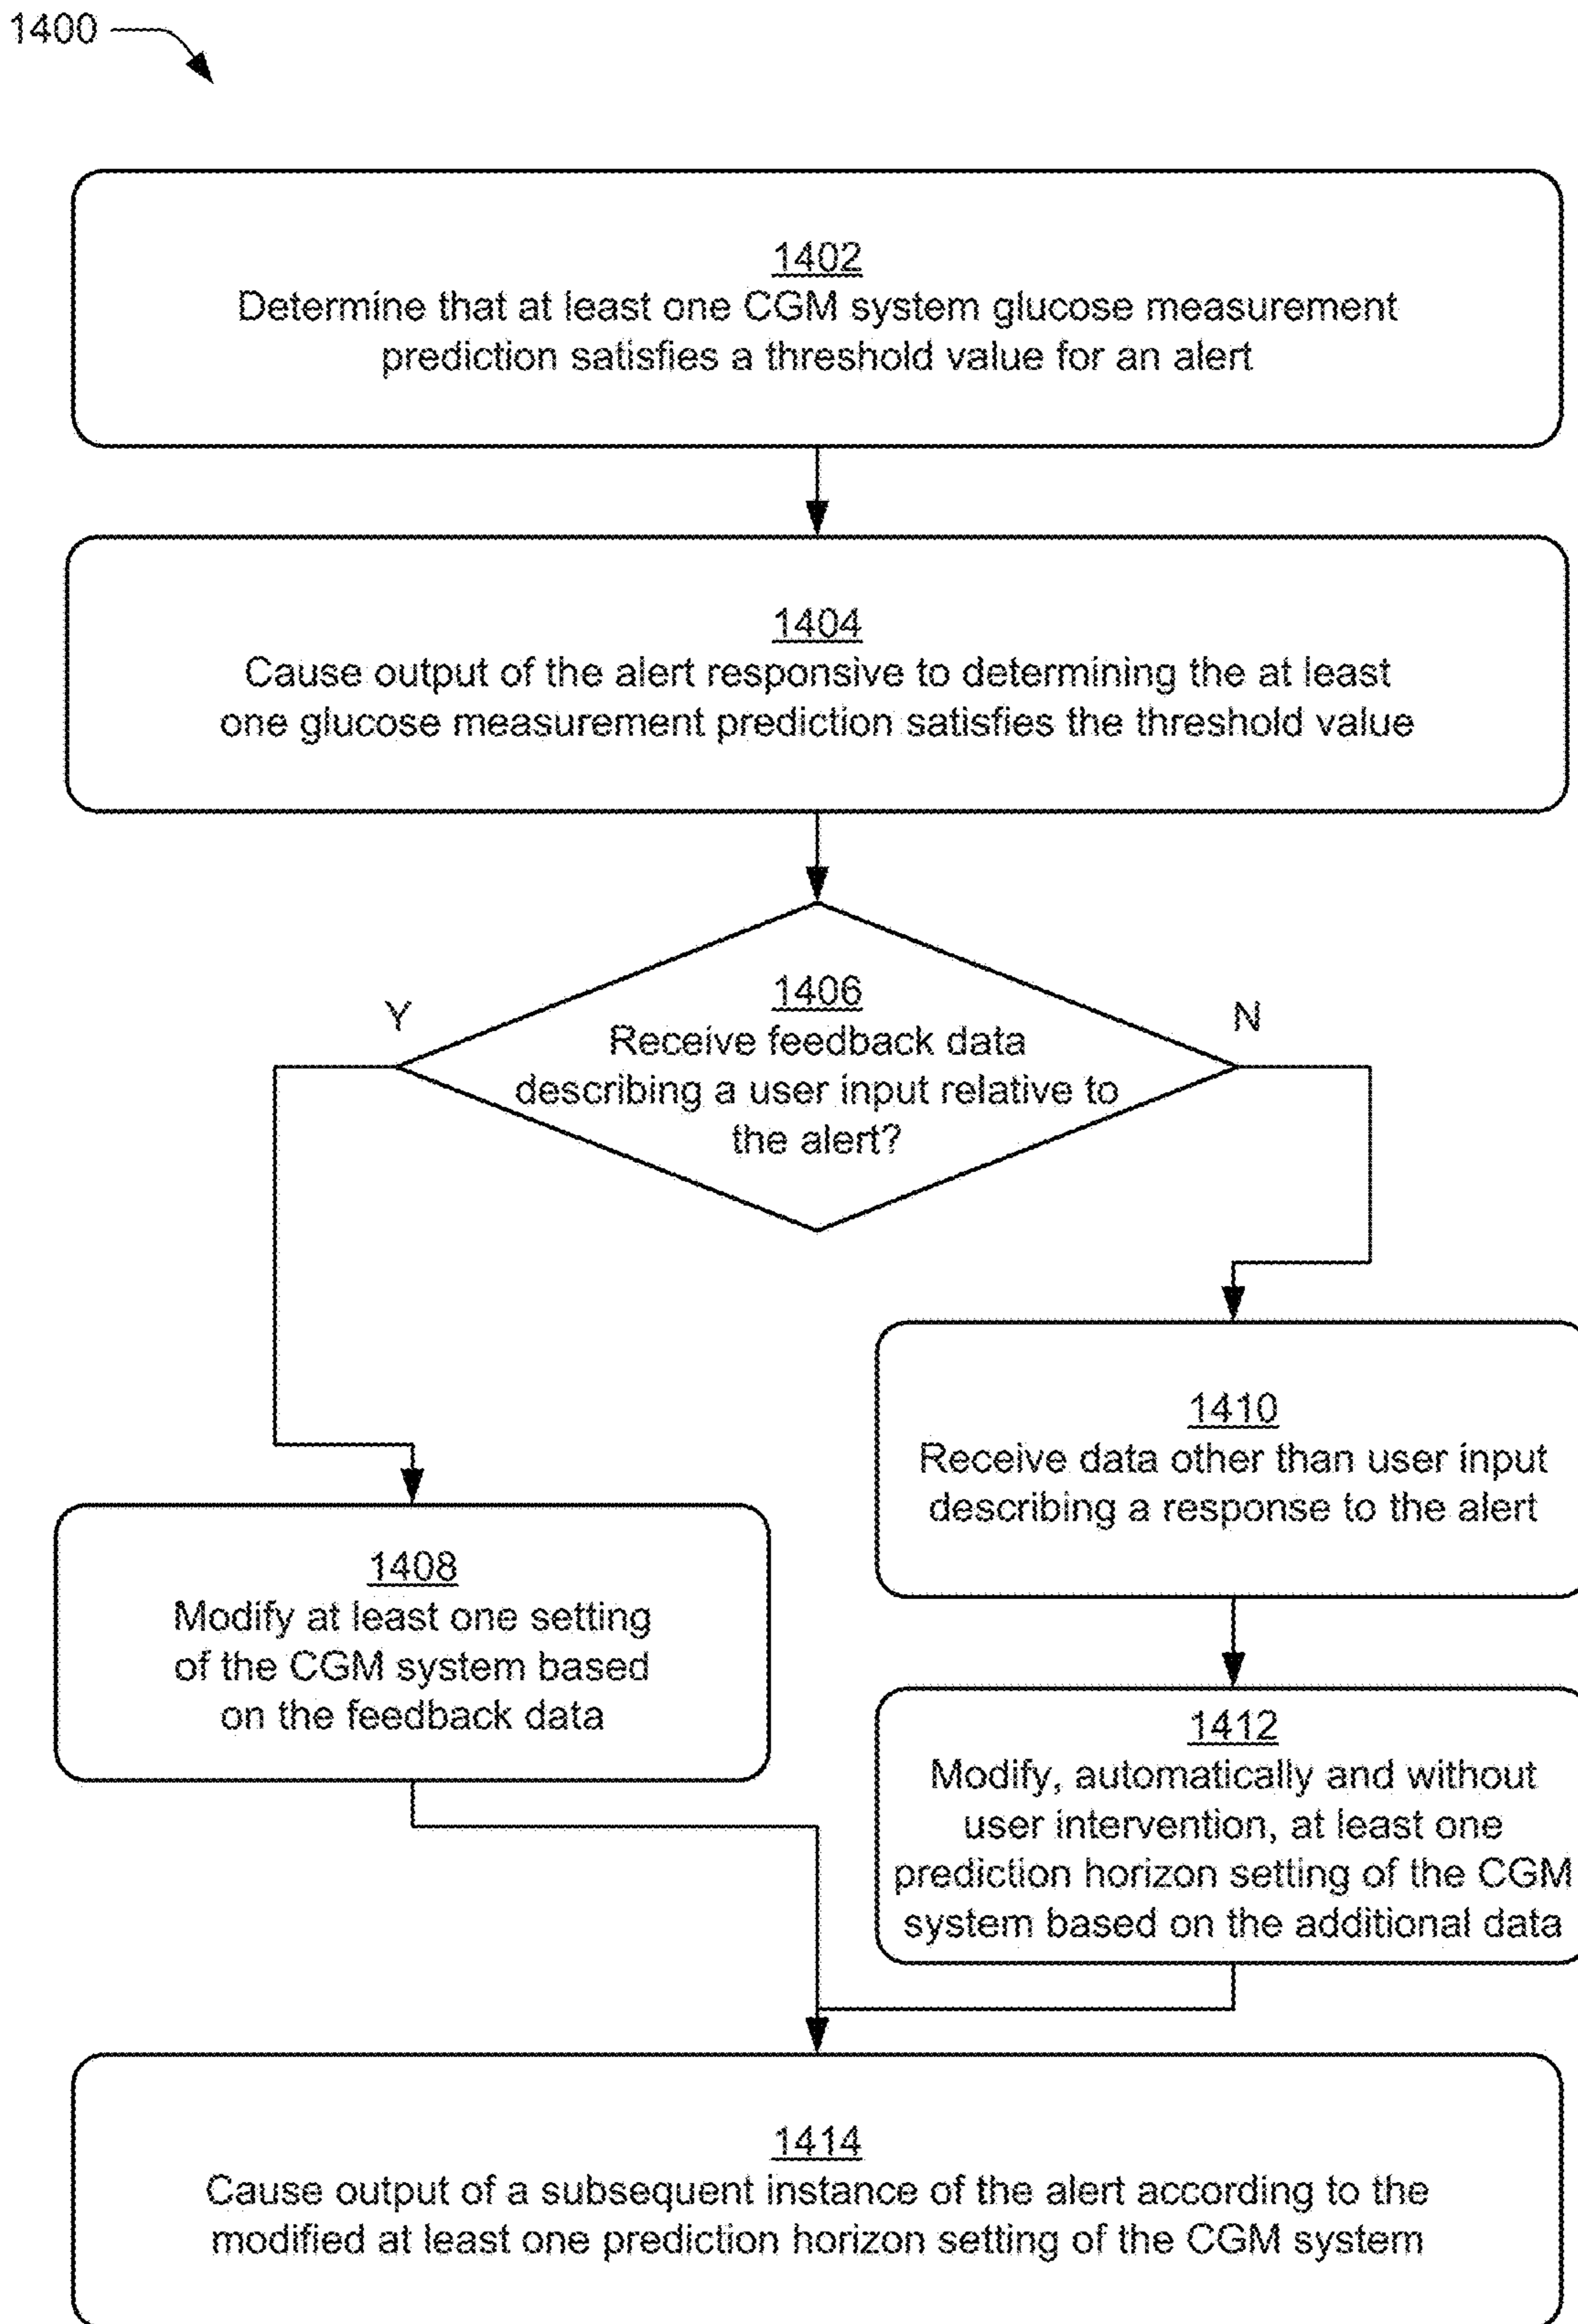 1400
1402
Determine that at least one CGM system glucose measurement
prediction satisfies a threshold value for an alert
1404
Cause output of the alert responsive to determining the at least
one glucose measurement prediction satisfies the threshold value
1406
Receive feedback data
describing a user input relative to
the alert?
Y
N
1410
Receive data other than user input
describing a response to the alert
1408
Modify at least one setting
of the CGM system based
on the feedback data
1412
Modify, automatically and without
user intervention, at least one
prediction horizon setting of the CGM
system based on the additional data
1414
Cause output of a subsequent instance of the alert according to the
modified at least one prediction horizon setting of the CGM system